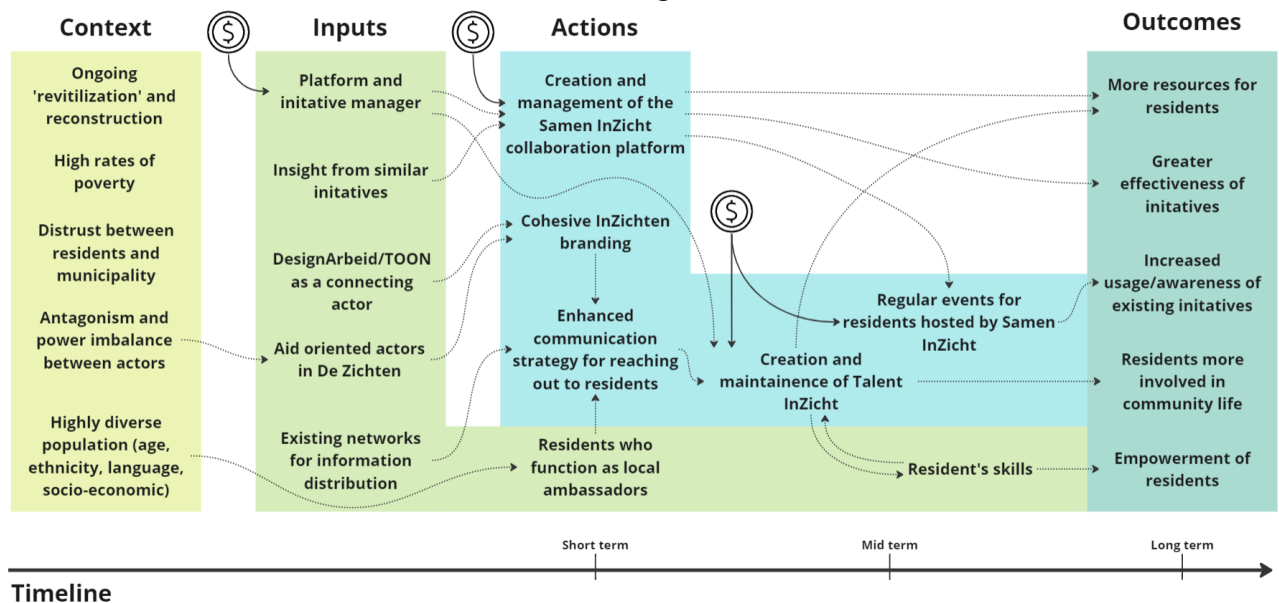 Context
Inputs
Actions
Outcomes
$
$
Ongoing
'revitilization' and
reconstruction
High rates of
poverty
Distrust between
residents and
municipality
Antagonism and
power imbalance
between actors
Highly diverse
population (age,
ethnicity, language,
socio-economic)
Platform and
initative manager
Insight from similar
initatives
DesignArbeid/TOON
as a connecting
actor
Aid oriented actors
in De Zichten
Existing networks
for information
distribution
Creation and
management of the
Samen InZicht
collaboration platform
Cohesive InZichten
branding
Enhanced
communication
strategy for reaching
out to residents
Residents who
function as local
ambassadors
$
Regular events for
residents hosted by Samen
InZicht
Creation and
maintainence of Talent
InZicht
Resident's skills
More resources for
residents
Greater
effectiveness of
initatives
Increased
usage/awareness of
existing initatives
Residents more
involved in
community life
Empowerment of
residents
Short term
Mid term
Long term
Timeline